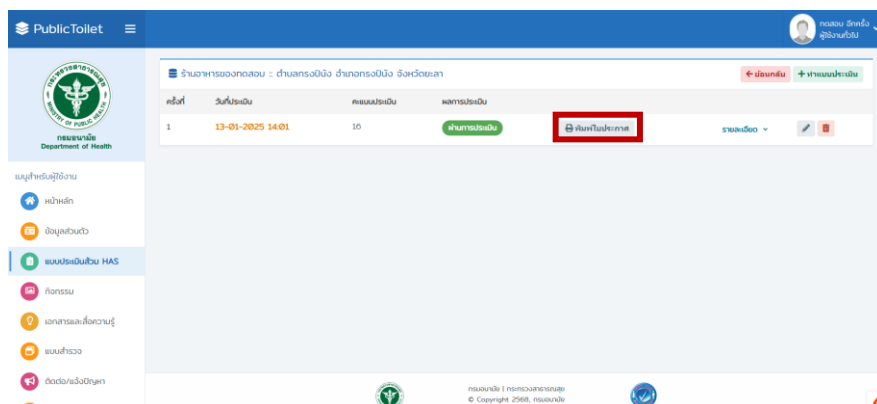 PublicToilet
ทดสอบ อีกครั้ง
ผู้ใช้งานทั่วไป
กรมอนามัย
Department of Health
ร้านอาหารของทดสอบ :: ตำบลกรงปินัง อำเภอกรงปินัง จังหวัดยะลา
ย้อนกลับ
ทำแบบประเมิน
ครั้งที่ วันที่ประเมิน คะแนนประเมิน ผลการประเมิน
1 13-01-2025 14:01 16 ผ่านการประเมิน พิมพ์ใบประกาศ รายละเอียด
เมนูสำหรับผู้ใช้งาน
หน้าหลัก
ข้อมูลส่วนตัว
แบบประเมินส้วม HAS
กิจกรรม
เอกสารและสื่อความรู้
แบบสำรวจ
ติดต่อ/แจ้งปัญหา
กรมอนามัย | กระทรวงสาธารณสุข
© Copyright 2568, กรมอนามัย